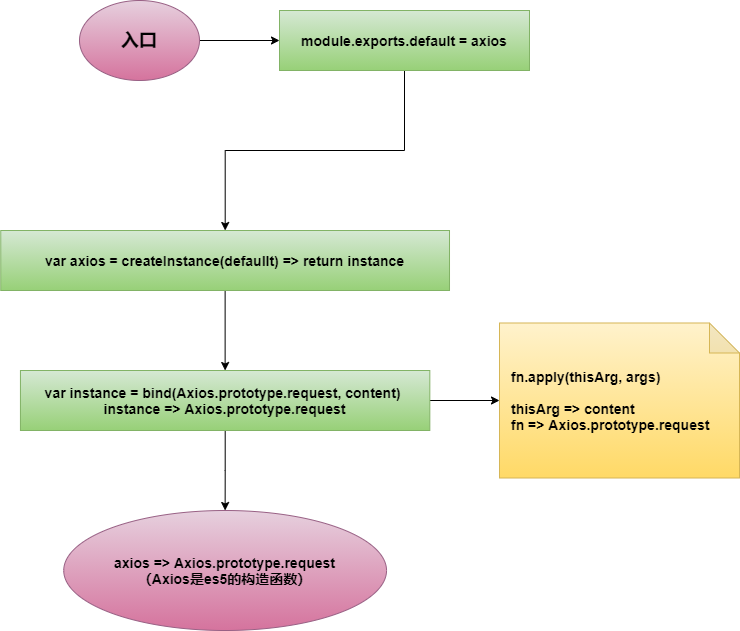 入口
module.exports.default = axios
var axios = createInstance(defauIlt) => return instance
var instance = bind(Axios.prototype.request, content)
instance => Axios.prototype.request
fn.apply(thisArg, args)
thisArg => content
fn => Axios.prototype.request
axios => Axios.prototype.request
（Axios是es5的构造函数）